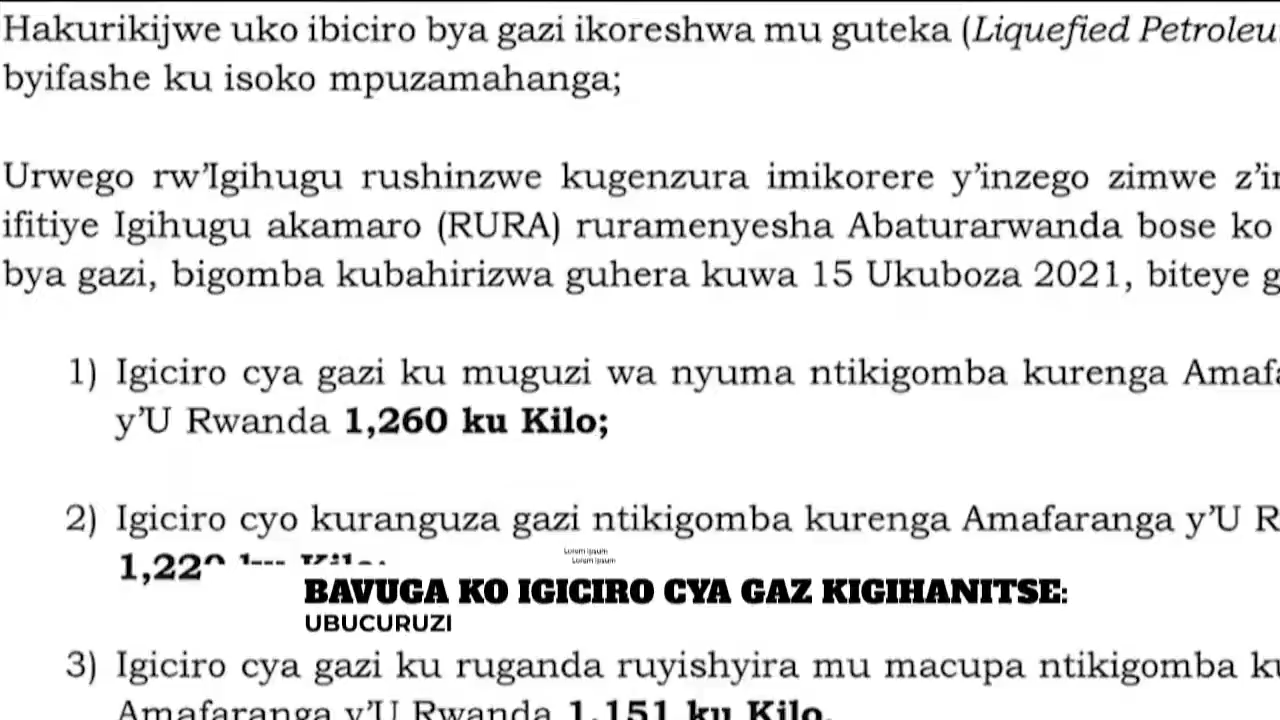 Hakurikijwe uko ibiciro bya gazi ikoreshwa mu guteka (Liquefied
byifashe ku isoko mpuzamahanga;
Urwego rw’Igihugu rushinzwe kugenzura imikorere y’inzego zimwe
ifitiye Igihugu akamaro (RURA) ruramenyesha Abaturarwanda bose ko
bya gazi, bigomba kubahirizwa guhera kuwa 15 Ukuboza 2021, biteye
1) Igiciro cya gazi ku muguzi wa nyuma ntikigomba kurenga
y’U Rwanda 1,260 ku Kilo;
2) Igiciro cyo kuranguza gazi ntikigomba kurenga Amafaranga y’U
Lorem Ipsum
Lorem Ipsum
BAVUGA KO IGICIRO CYA GAZ KIGIHANITSE:
UBUCURUZI
3) Igiciro cya gazi ku ruganda ruyishyira mu macupa ntikigomba
Amafaranga y’U Rwanda 1,151 ku Kilo.